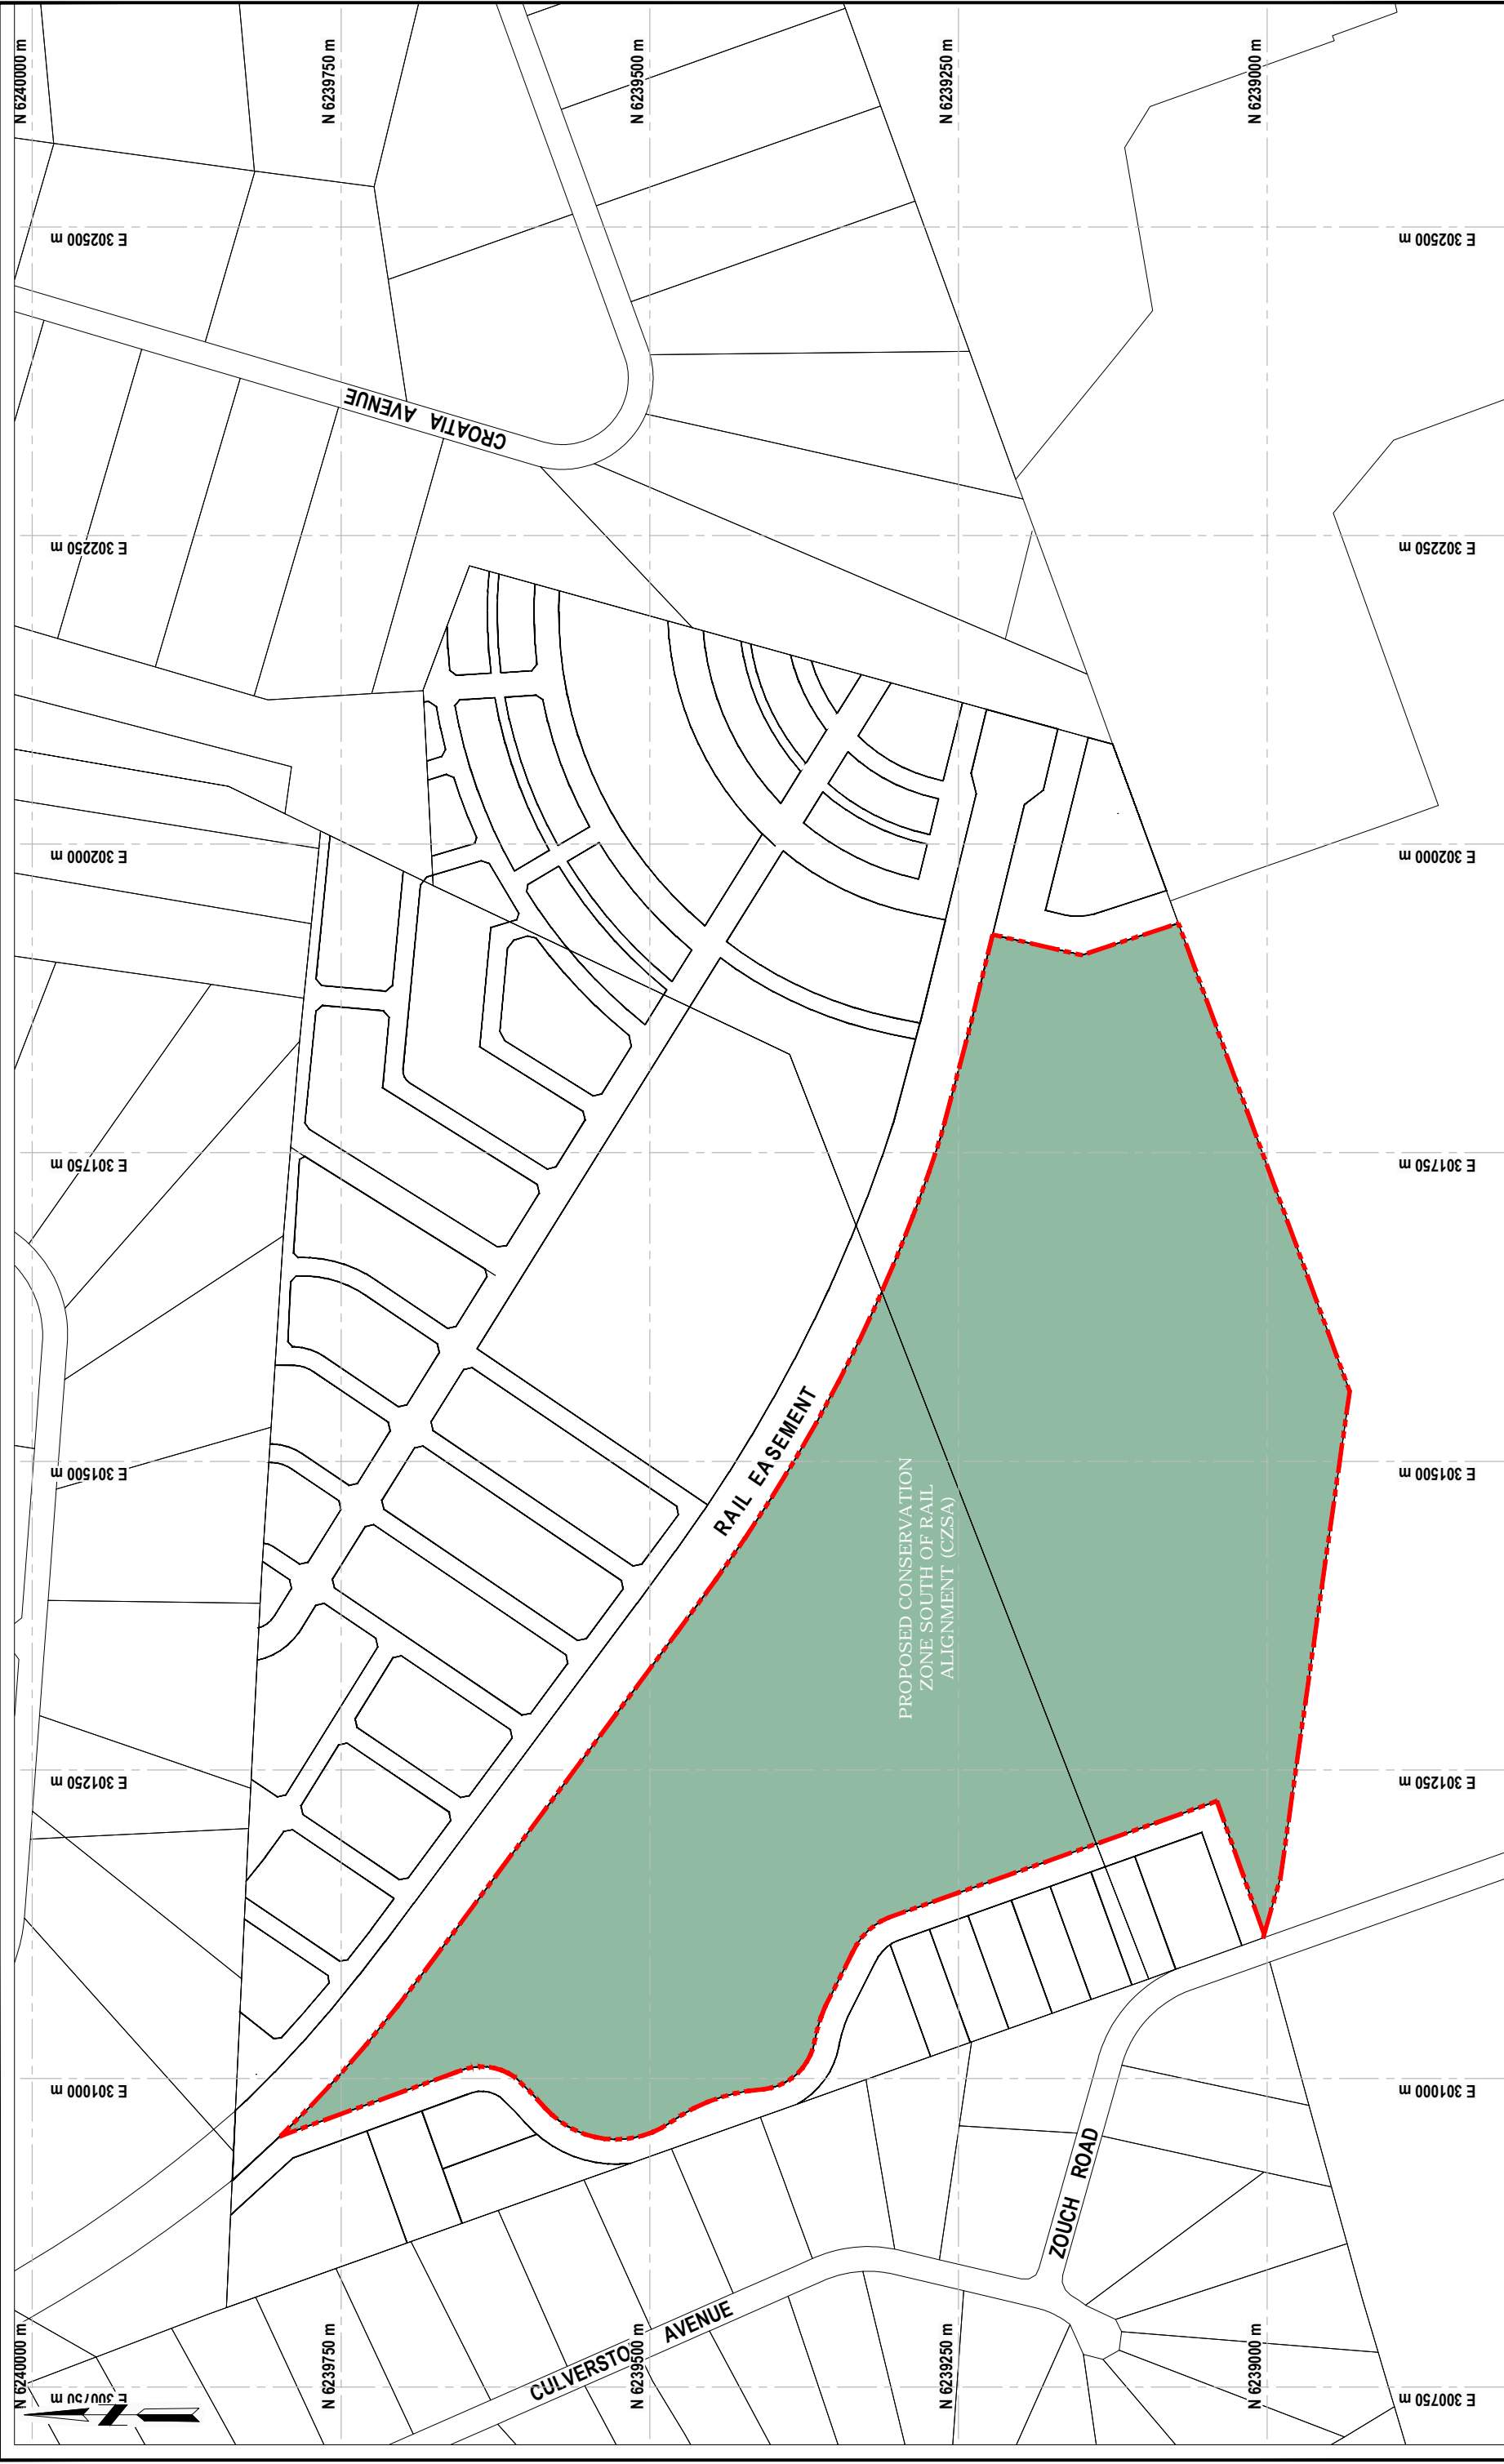 N 6240000 m
N 6239750 m
N 6239500 m
N 6239250 m
N 6239000 m
E 302500 m
E 302500 m
CROATIA AVENUE
E 302250 m
E 302250 m
E 302000 m
E 302000 m
E 301750 m
E 301750 m
RAIL EASEMENT
E 301500 m
E 301500 m
PROPOSED CONSERVATION
ZONE SOUTH OF RAIL
ALIGNMENT (CZSA)
E 301250 m
E 301250 m
E 301000 m
E 301000 m
ZOUCH ROAD
CULVERSTO AVENUE
N 6240000 m
N 6239750 m
N 6239500 m
N 6239250 m
N 6239000 m
E 300750 m
E 300750 m
N